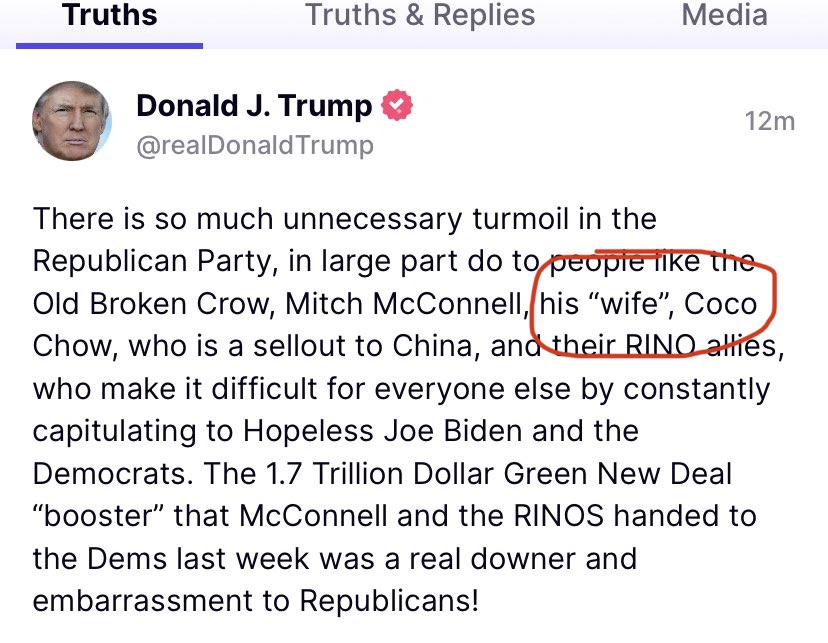 Truths Truths & Replies Media
Donald J. Trump
12m
@realDonaldTrump
There is so much unnecessary turmoil in the
Republican Party, in large part do to people like the
Old Broken Crow, Mitch McConnell, his “wife”, Coco
Chow, who is a sellout to China, and their RINO allies,
who make it difficult for everyone else by constantly
capitulating to Hopeless Joe Biden and the
Democrats. The 1.7 Trillion Dollar Green New Deal
“booster” that McConnell and the RINOS handed to
the Dems last week was a real downer and
embarrassment to Republicans!